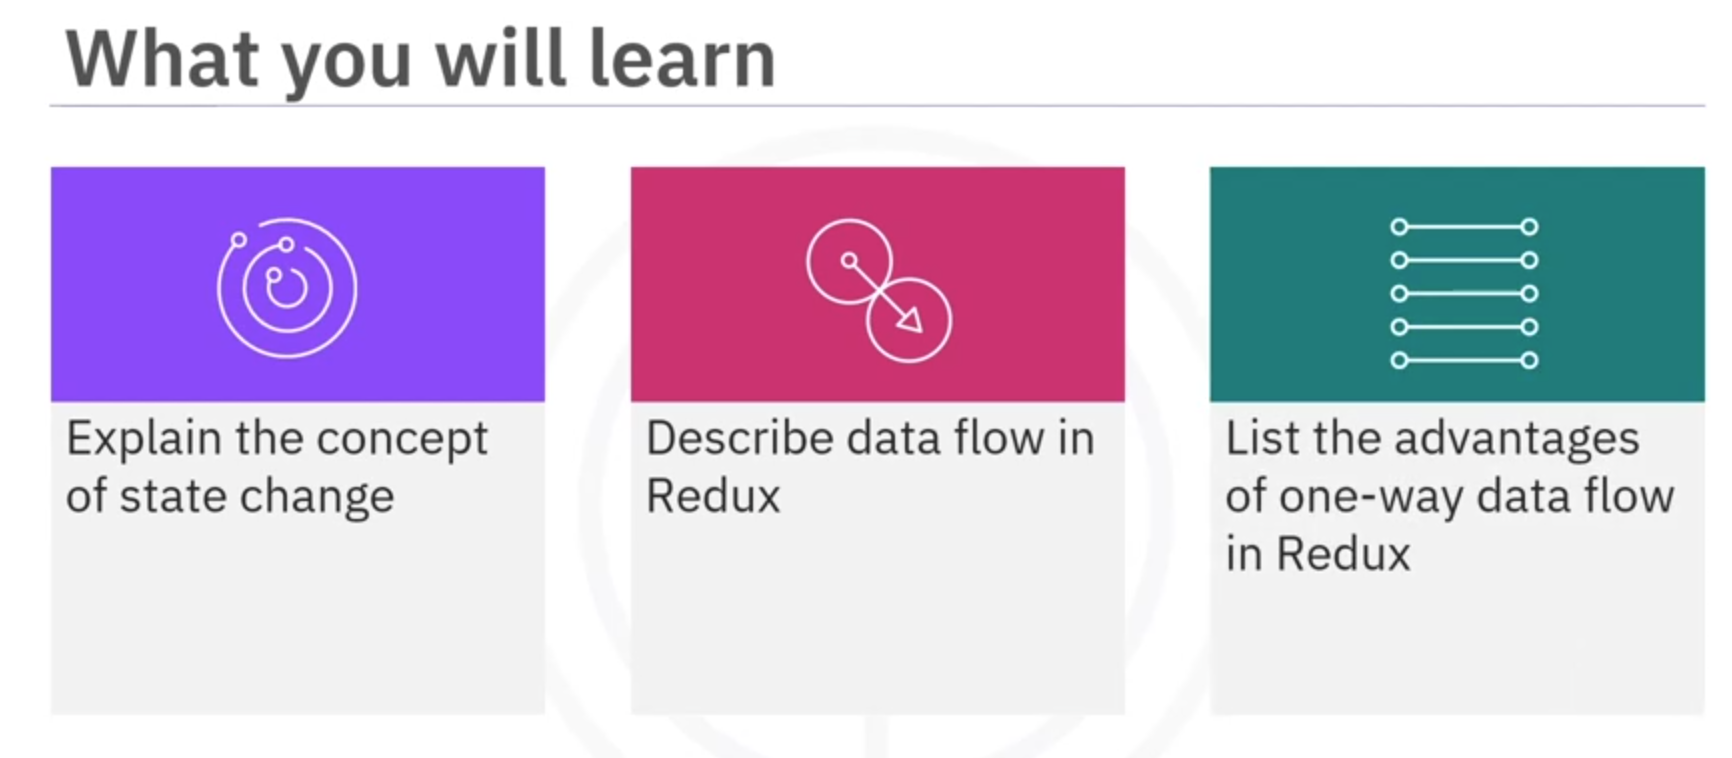 What you will learn
Explain the concept
of state change
Describe data flow in
Redux
List the advantages
of one-way data flow
in Redux